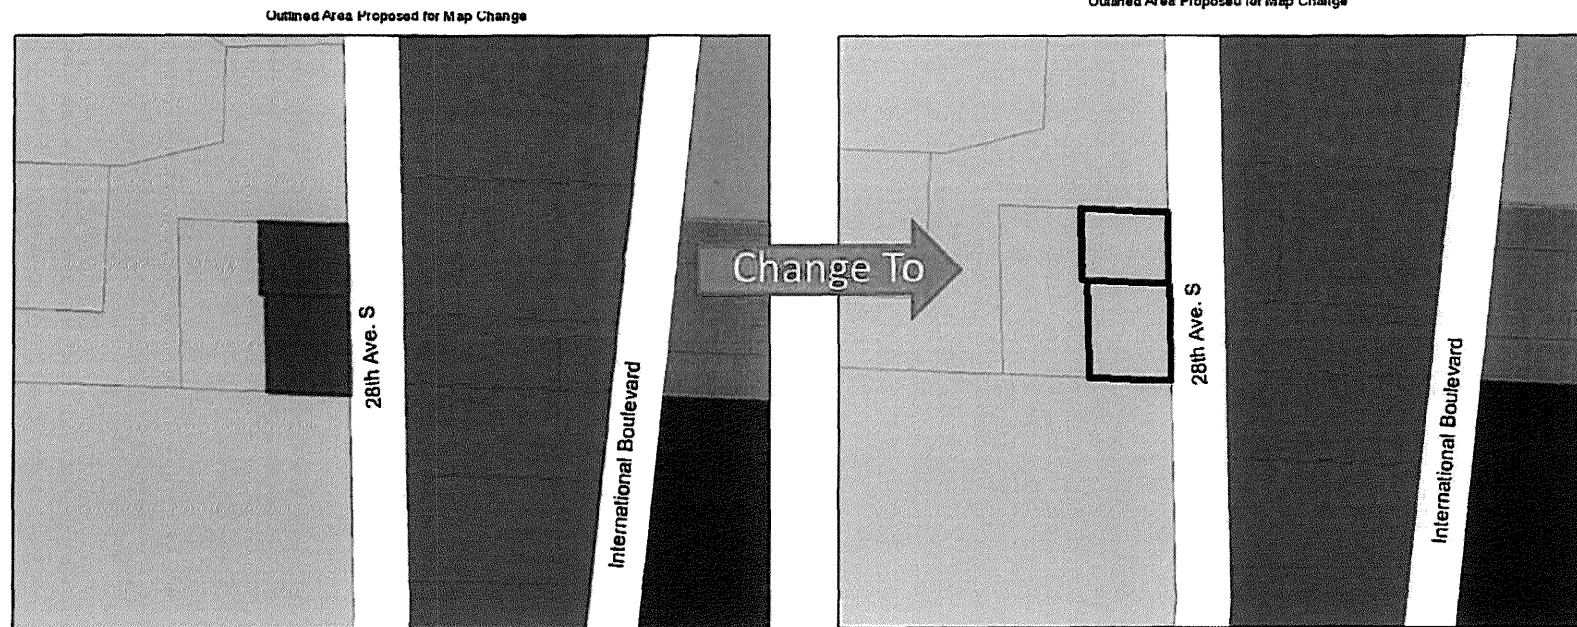 Outlined Area Proposed for Map Change
Outlined Area Proposed for Map Change
Change To
28th Ave. S
International Boulevard
28th Ave. S
International Boulevard